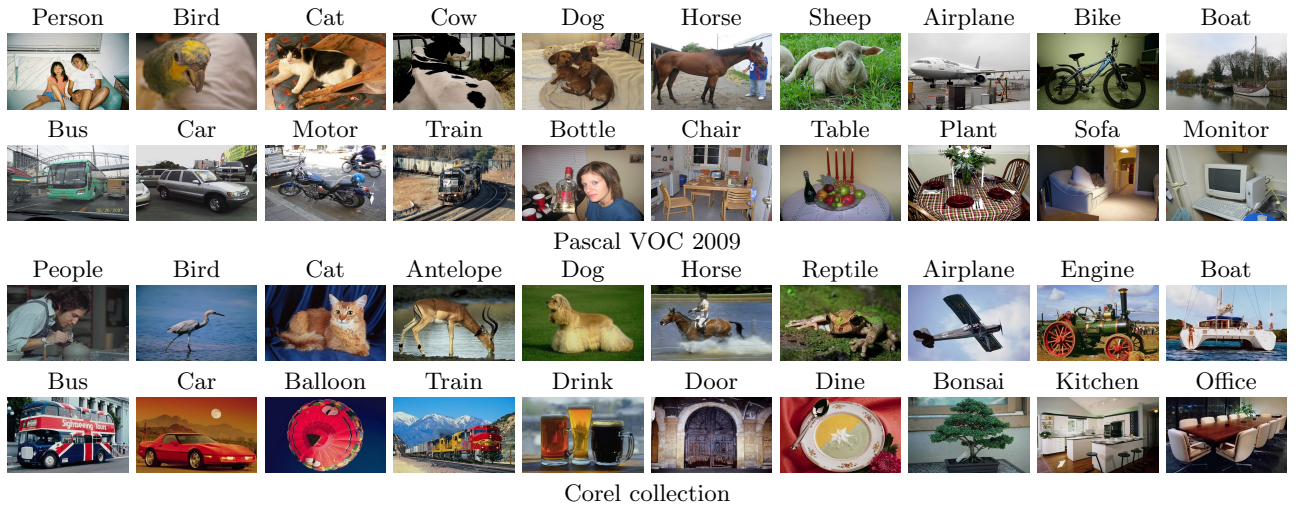 Person Bird Cat Cow Dog Horse Sheep Airplane Bike Boat
Bus Car Motor Train Bottle Chair Table Plant Sofa Monitor
Pascal VOC 2009
People Bird Cat Antelope Dog Horse Reptile Airplane Engine Boat
Bus Car Balloon Train Drink Door Dine Bonsai Kitchen Office
Sightseeing Tours
Corel collection